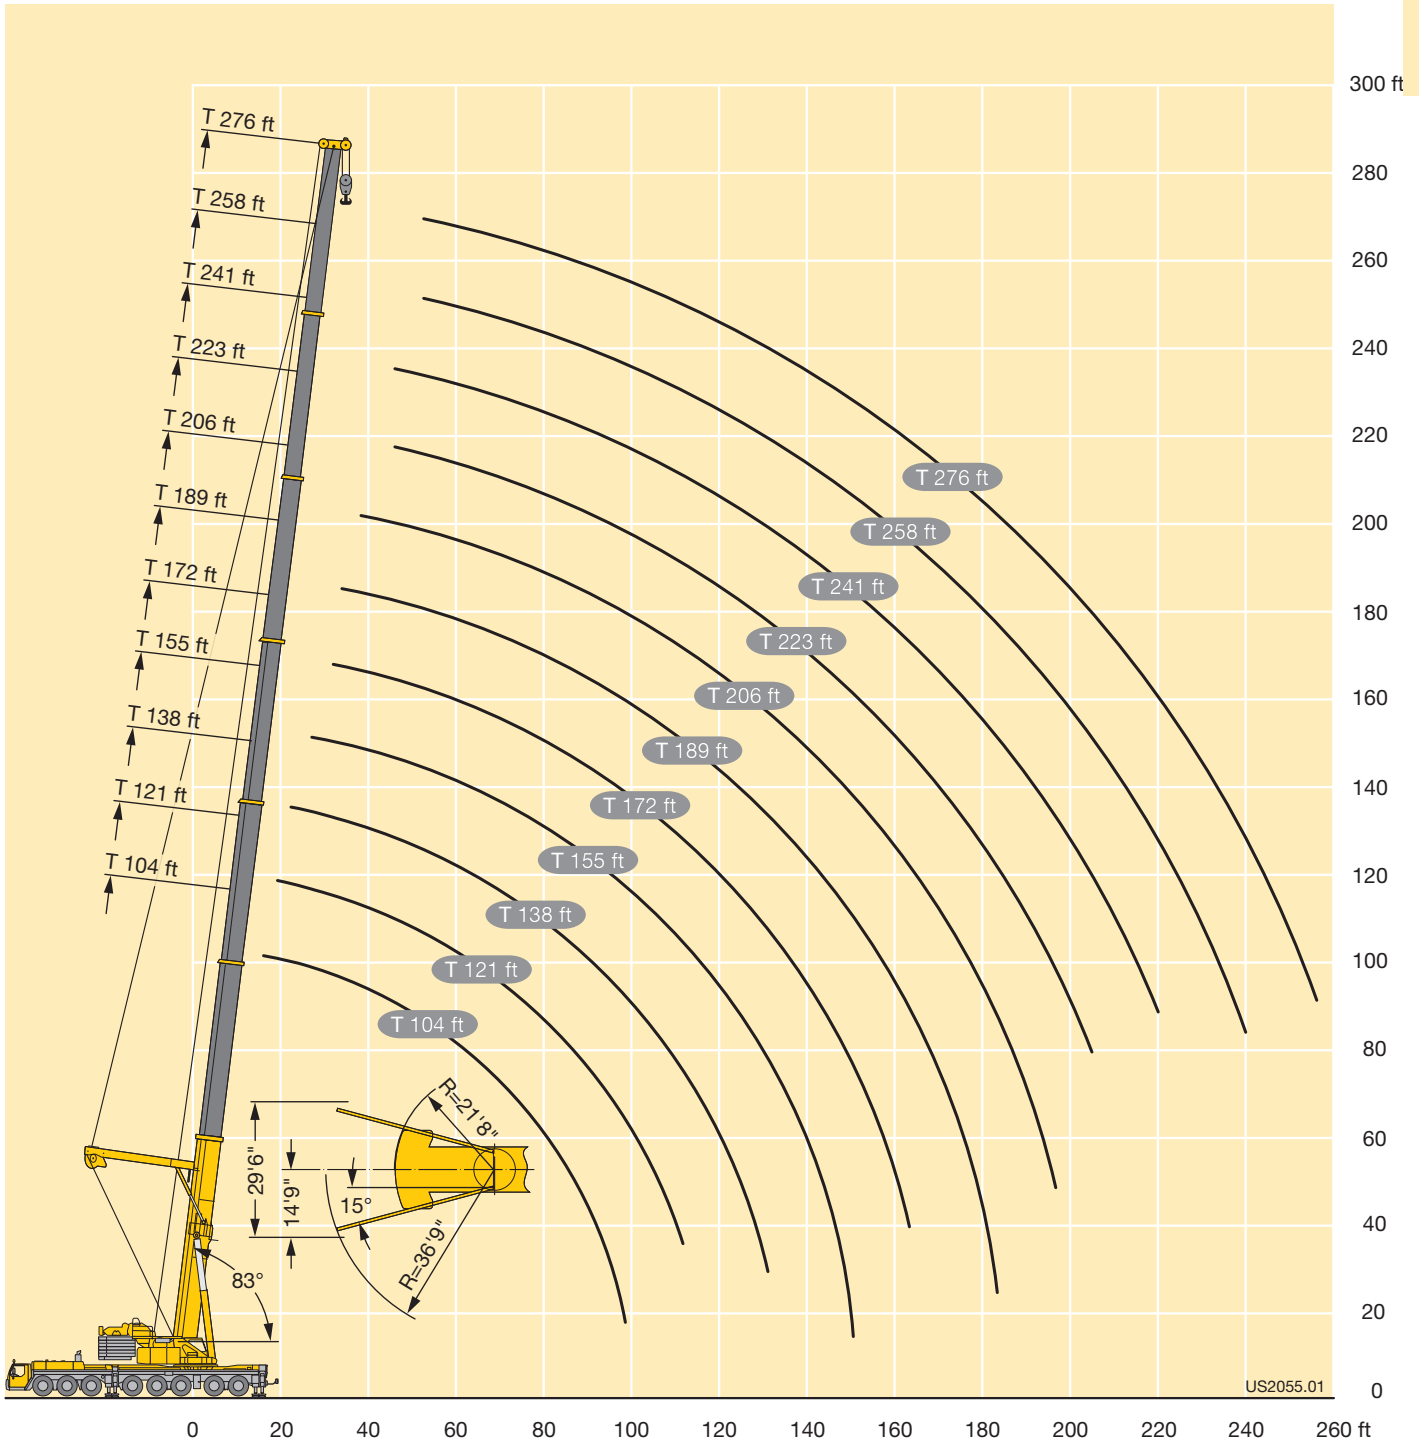 300 ft
280
260
240
220
200
180
160
140
120
100
80
60
40
20
0
T 276 ft
T 258 ft
T 241 ft
T 223 ft
T 206 ft
T 189 ft
T 172 ft
T 155 ft
T 138 ft
T 121 ft
T 104 ft
T 276 ft
T 258 ft
T 241 ft
T 223 ft
T 206 ft
T 189 ft
T 172 ft
T 155 ft
T 138 ft
T 121 ft
T 104 ft
R=21'8"
29'6"
14'9"
15°
R=36'9"
83°
US2055.01
0 20 40 60 80 100 120 140 160 180 200 220 240 260 ft